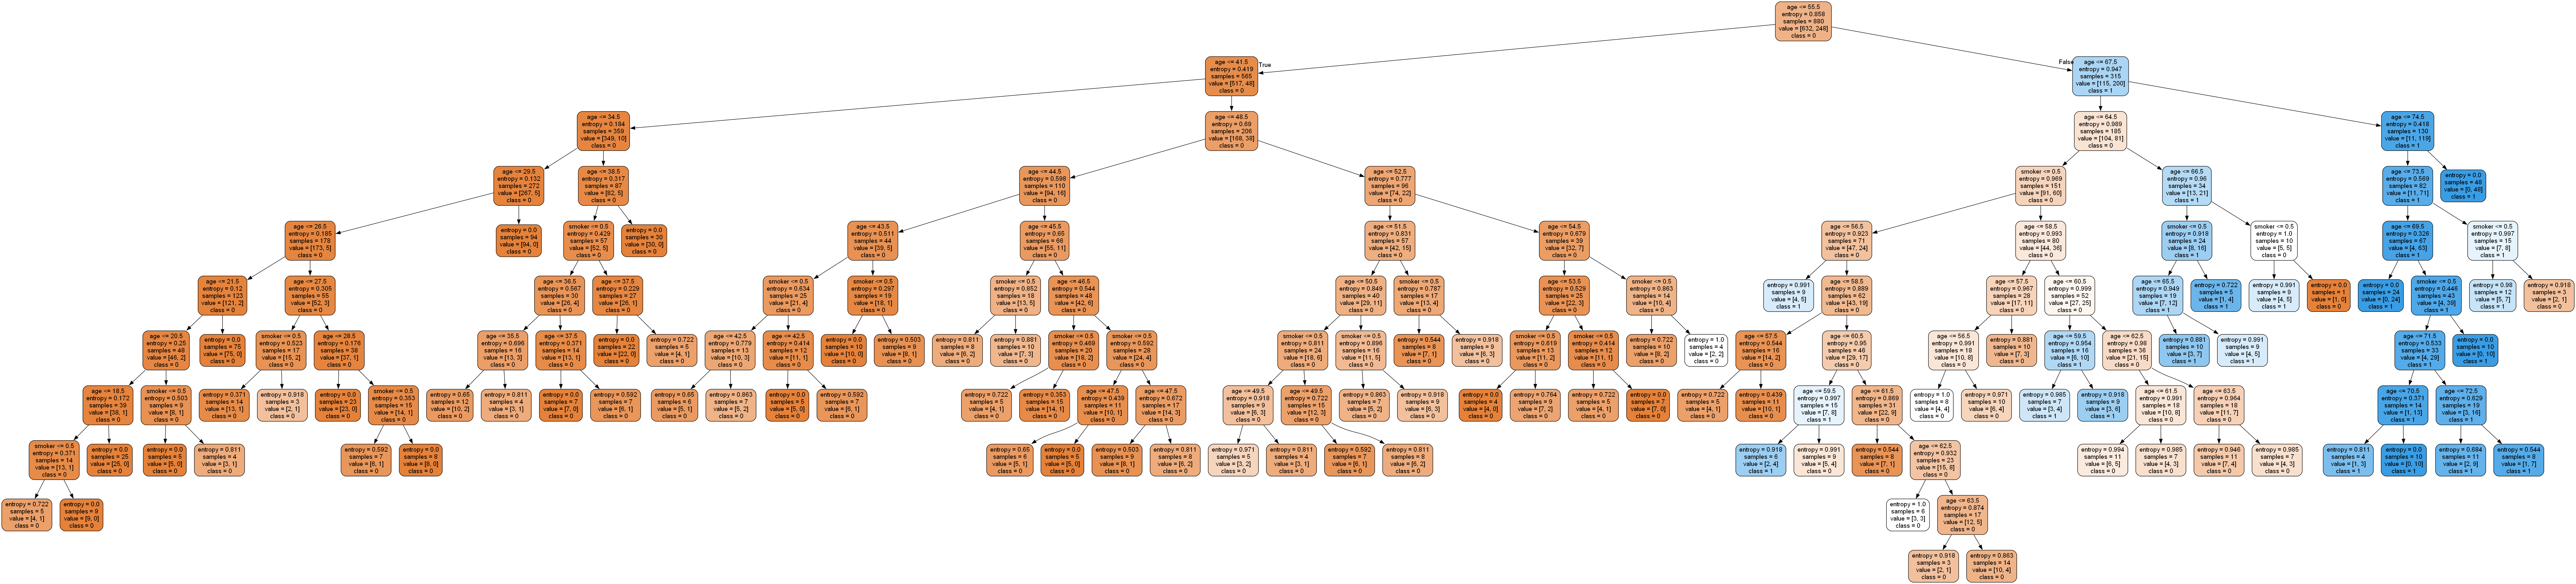 age <= 55.5
entropy = 0.858
samples = 880
value = [632, 248]
class = 0
True
False
age <= 41.5
entropy = 0.419
samples = 565
value = [517, 48]
class = 0
age <= 67.5
entropy = 0.947
samples = 315
value = [115, 200]
class = 1
age <= 34.5
entropy = 0.184
samples = 359
value = [349, 10]
class = 0
age <= 48.5
entropy = 0.69
samples = 206
value = [168, 38]
class = 0
age <= 64.5
entropy = 0.989
samples = 185
value = [104, 81]
class = 0
age <= 74.5
entropy = 0.418
samples = 130
value = [11, 119]
class = 1
age <= 29.5
entropy = 0.132
samples = 272
value = [267, 5]
class = 0
age <= 38.5
entropy = 0.317
samples = 87
value = [82, 5]
class = 0
age <= 44.5
entropy = 0.598
samples = 110
value = [94, 16]
class = 0
age <= 52.5
entropy = 0.777
samples = 96
value = [74, 22]
class = 0
smoker <= 0.5
entropy = 0.969
samples = 151
value = [91, 60]
class = 0
age <= 66.5
entropy = 0.96
samples = 34
value = [13, 21]
class = 1
age <= 73.5
entropy = 0.569
samples = 82
value = [11, 71]
class = 1
entropy = 0.0
samples = 48
value = [0, 48]
class = 1
age <= 26.5
entropy = 0.185
samples = 178
value = [173, 5]
class = 0
entropy = 0.0
samples = 94
value = [94, 0]
class = 0
smoker <= 0.5
entropy = 0.429
samples = 57
value = [52, 5]
class = 0
entropy = 0.0
samples = 30
value = [30, 0]
class = 0
age <= 43.5
entropy = 0.511
samples = 44
value = [39, 5]
class = 0
age <= 45.5
entropy = 0.65
samples = 66
value = [55, 11]
class = 0
age <= 51.5
entropy = 0.831
samples = 57
value = [42, 15]
class = 0
age <= 54.5
entropy = 0.679
samples = 39
value = [32, 7]
class = 0
age <= 56.5
entropy = 0.923
samples = 71
value = [47, 24]
class = 0
age <= 58.5
entropy = 0.993
samples = 80
value = [44, 36]
class = 0
smoker <= 0.5
entropy = 0.918
samples = 24
value = [8, 16]
class = 1
smoker <= 0.5
entropy = 1.0
samples = 10
value = [5, 5]
class = 0
age <= 69.5
entropy = 0.326
samples = 67
value = [4, 63]
class = 1
smoker <= 0.5
entropy = 0.997
samples = 15
value = [7, 8]
class = 1
age <= 21.5
entropy = 0.12
samples = 123
value = [121, 2]
class = 0
age <= 27.5
entropy = 0.305
samples = 55
value = [52, 3]
class = 0
age <= 36.5
entropy = 0.567
samples = 30
value = [26, 4]
class = 0
age <= 37.5
entropy = 0.229
samples = 27
value = [26, 1]
class = 0
smoker <= 0.5
entropy = 0.634
samples = 25
value = [21, 4]
class = 0
smoker <= 0.5
entropy = 0.297
samples = 19
value = [18, 1]
class = 0
smoker <= 0.5
entropy = 0.852
samples = 18
value = [13, 5]
class = 0
age <= 46.5
entropy = 0.544
samples = 48
value = [42, 6]
class = 0
age <= 50.5
entropy = 0.849
samples = 40
value = [29, 11]
class = 0
smoker <= 0.5
entropy = 0.787
samples = 17
value = [13, 4]
class = 0
age <= 53.5
entropy = 0.529
samples = 25
value = [22, 3]
class = 0
smoker <= 0.5
entropy = 0.863
samples = 14
value = [10, 4]
class = 0
entropy = 0.991
samples = 9
value = [4, 5]
class = 1
age <= 58.5
entropy = 0.889
samples = 62
value = [43, 19]
class = 0
age <= 57.5
entropy = 0.967
samples = 28
value = [17, 11]
class = 0
age <= 60.5
entropy = 0.999
samples = 52
value = [27, 25]
class = 0
age <= 65.5
entropy = 0.949
samples = 19
value = [7, 12]
class = 1
entropy = 0.722
samples = 5
value = [1, 4]
class = 1
entropy = 0.991
samples = 9
value = [4, 5]
class = 1
entropy = 0.0
samples = 1
value = [1, 0]
class = 0
entropy = 0.0
samples = 24
value = [0, 24]
class = 1
smoker <= 0.5
entropy = 0.446
samples = 43
value = [4, 39]
class = 1
entropy = 0.98
samples = 12
value = [5, 7]
class = 1
entropy = 0.918
samples = 3
value = [2, 1]
class = 0
age <= 20.5
entropy = 0.25
samples = 48
value = [46, 2]
class = 0
entropy = 0.0
samples = 75
value = [75, 0]
class = 0
smoker <= 0.5
entropy = 0.523
samples = 17
value = [15, 2]
class = 0
age <= 28.5
entropy = 0.176
samples = 38
value = [37, 1]
class = 0
age <= 35.5
entropy = 0.696
samples = 16
value = [13, 3]
class = 0
age <= 37.5
entropy = 0.371
samples = 14
value = [13, 1]
class = 0
entropy = 0.0
samples = 22
value = [22, 0]
class = 0
entropy = 0.722
samples = 5
value = [4, 1]
class = 0
age <= 42.5
entropy = 0.779
samples = 13
value = [10, 3]
class = 0
age <= 42.5
entropy = 0.414
samples = 12
value = [11, 1]
class = 0
entropy = 0.0
samples = 10
value = [10, 0]
class = 0
entropy = 0.503
samples = 9
value = [8, 1]
class = 0
entropy = 0.811
samples = 8
value = [6, 2]
class = 0
entropy = 0.881
samples = 10
value = [7, 3]
class = 0
smoker <= 0.5
entropy = 0.469
samples = 20
value = [18, 2]
class = 0
smoker <= 0.5
entropy = 0.592
samples = 28
value = [24, 4]
class = 0
smoker <= 0.5
entropy = 0.811
samples = 24
value = [18, 6]
class = 0
smoker <= 0.5
entropy = 0.896
samples = 16
value = [11, 5]
class = 0
entropy = 0.544
samples = 8
value = [7, 1]
class = 0
entropy = 0.918
samples = 9
value = [6, 3]
class = 0
smoker <= 0.5
entropy = 0.619
samples = 13
value = [11, 2]
class = 0
smoker <= 0.5
entropy = 0.414
samples = 12
value = [11, 1]
class = 0
entropy = 0.722
samples = 10
value = [8, 2]
class = 0
entropy = 1.0
samples = 4
value = [2, 2]
class = 0
age <= 57.5
entropy = 0.544
samples = 16
value = [14, 2]
class = 0
age <= 60.5
entropy = 0.95
samples = 46
value = [29, 17]
class = 0
age <= 56.5
entropy = 0.991
samples = 18
value = [10, 8]
class = 0
entropy = 0.881
samples = 10
value = [7, 3]
class = 0
age <= 59.5
entropy = 0.954
samples = 16
value = [6, 10]
class = 1
age <= 62.5
entropy = 0.98
samples = 36
value = [21, 15]
class = 0
entropy = 0.881
samples = 10
value = [3, 7]
class = 1
entropy = 0.991
samples = 9
value = [4, 5]
class = 1
age <= 71.5
entropy = 0.533
samples = 33
value = [4, 29]
class = 1
entropy = 0.0
samples = 10
value = [0, 10]
class = 1
age <= 18.5
entropy = 0.172
samples = 39
value = [38, 1]
class = 0
smoker <= 0.5
entropy = 0.503
samples = 9
value = [8, 1]
class = 0
entropy = 0.371
samples = 14
value = [13, 1]
class = 0
entropy = 0.918
samples = 3
value = [2, 1]
class = 0
entropy = 0.0
samples = 23
value = [23, 0]
class = 0
smoker <= 0.5
entropy = 0.353
samples = 15
value = [14, 1]
class = 0
entropy = 0.65
samples = 12
value = [10, 2]
class = 0
entropy = 0.811
samples = 4
value = [3, 1]
class = 0
entropy = 0.0
samples = 7
value = [7, 0]
class = 0
entropy = 0.592
samples = 7
value = [6, 1]
class = 0
entropy = 0.65
samples = 6
value = [5, 1]
class = 0
entropy = 0.863
samples = 7
value = [5, 2]
class = 0
entropy = 0.0
samples = 5
value = [5, 0]
class = 0
entropy = 0.592
samples = 7
value = [6, 1]
class = 0
entropy = 0.722
samples = 5
value = [4, 1]
class = 0
entropy = 0.353
samples = 15
value = [14, 1]
class = 0
age <= 47.5
entropy = 0.439
samples = 11
value = [10, 1]
class = 0
age <= 47.5
entropy = 0.672
samples = 17
value = [14, 3]
class = 0
age <= 49.5
entropy = 0.918
samples = 9
value = [6, 3]
class = 0
age <= 49.5
entropy = 0.722
samples = 15
value = [12, 3]
class = 0
entropy = 0.863
samples = 7
value = [5, 2]
class = 0
entropy = 0.918
samples = 9
value = [6, 3]
class = 0
entropy = 0.0
samples = 4
value = [4, 0]
class = 0
entropy = 0.764
samples = 9
value = [7, 2]
class = 0
entropy = 0.722
samples = 5
value = [4, 1]
class = 0
entropy = 0.0
samples = 7
value = [7, 0]
class = 0
entropy = 0.722
samples = 5
value = [4, 1]
class = 0
entropy = 0.439
samples = 11
value = [10, 1]
class = 0
age <= 59.5
entropy = 0.997
samples = 15
value = [7, 8]
class = 1
age <= 61.5
entropy = 0.869
samples = 31
value = [22, 9]
class = 0
entropy = 1.0
samples = 8
value = [4, 4]
class = 0
entropy = 0.971
samples = 10
value = [6, 4]
class = 0
entropy = 0.985
samples = 7
value = [3, 4]
class = 1
entropy = 0.918
samples = 9
value = [3, 6]
class = 1
age <= 61.5
entropy = 0.991
samples = 18
value = [10, 8]
class = 0
age <= 63.5
entropy = 0.964
samples = 18
value = [11, 7]
class = 0
age <= 70.5
entropy = 0.371
samples = 14
value = [1, 13]
class = 1
age <= 72.5
entropy = 0.629
samples = 19
value = [3, 16]
class = 1
smoker <= 0.5
entropy = 0.371
samples = 14
value = [13, 1]
class = 0
entropy = 0.0
samples = 25
value = [25, 0]
class = 0
entropy = 0.0
samples = 5
value = [5, 0]
class = 0
entropy = 0.811
samples = 4
value = [3, 1]
class = 0
entropy = 0.592
samples = 7
value = [6, 1]
class = 0
entropy = 0.0
samples = 8
value = [8, 0]
class = 0
entropy = 0.65
samples = 6
value = [5, 1]
class = 0
entropy = 0.0
samples = 5
value = [5, 0]
class = 0
entropy = 0.503
samples = 9
value = [8, 1]
class = 0
entropy = 0.811
samples = 8
value = [6, 2]
class = 0
entropy = 0.971
samples = 5
value = [3, 2]
class = 0
entropy = 0.811
samples = 4
value = [3, 1]
class = 0
entropy = 0.592
samples = 7
value = [6, 1]
class = 0
entropy = 0.811
samples = 8
value = [6, 2]
class = 0
entropy = 0.918
samples = 6
value = [2, 4]
class = 1
entropy = 0.991
samples = 9
value = [5, 4]
class = 0
entropy = 0.544
samples = 8
value = [7, 1]
class = 0
age <= 62.5
entropy = 0.932
samples = 23
value = [15, 8]
class = 0
entropy = 0.994
samples = 11
value = [6, 5]
class = 0
entropy = 0.985
samples = 7
value = [4, 3]
class = 0
entropy = 0.946
samples = 11
value = [7, 4]
class = 0
entropy = 0.985
samples = 7
value = [4, 3]
class = 0
entropy = 0.811
samples = 4
value = [1, 3]
class = 1
entropy = 0.0
samples = 10
value = [0, 10]
class = 1
entropy = 0.684
samples = 11
value = [2, 9]
class = 1
entropy = 0.544
samples = 8
value = [1, 7]
class = 1
entropy = 0.722
samples = 5
value = [4, 1]
class = 0
entropy = 0.0
samples = 9
value = [9, 0]
class = 0
entropy = 1.0
samples = 6
value = [3, 3]
class = 0
age <= 63.5
entropy = 0.874
samples = 17
value = [12, 5]
class = 0
entropy = 0.918
samples = 3
value = [2, 1]
class = 0
entropy = 0.863
samples = 14
value = [10, 4]
class = 0